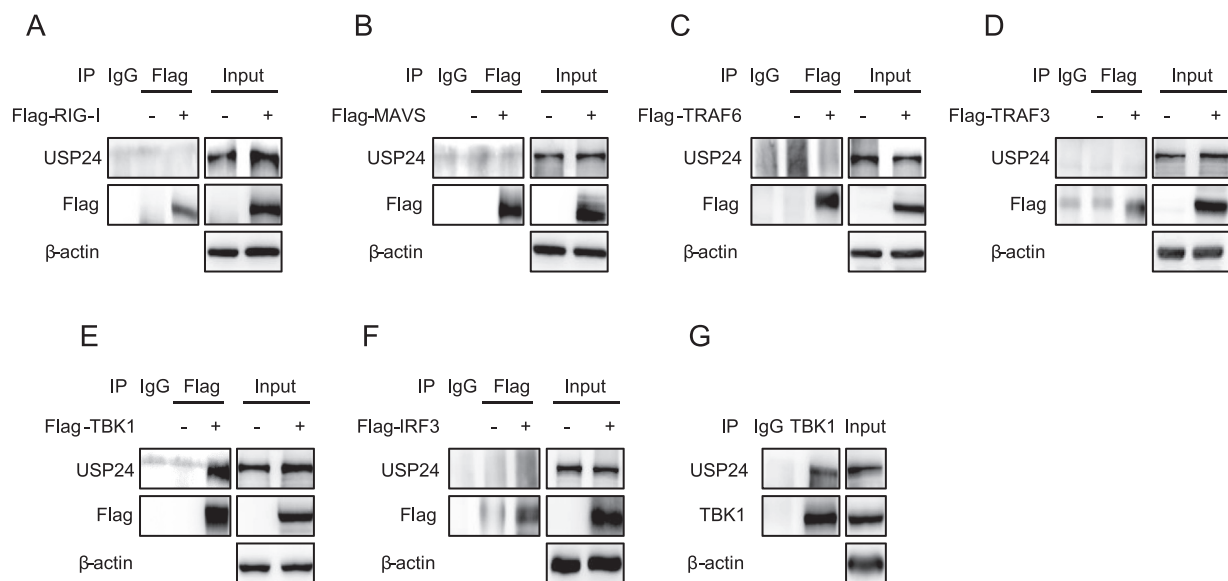 A
IP IgG Flag Input
Flag-RIG-I - + - +
USP24
Flag
β-actin
B
IP IgG Flag Input
Flag-MAVS - + - +
USP24
Flag
β-actin
C
IP IgG Flag Input
Flag-TRAF6 - + - +
USP24
Flag
β-actin
D
IP IgG Flag Input
Flag-TRAF3 - + - +
USP24
Flag
β-actin
E
IP IgG Flag Input
Flag-TBK1 - + - +
USP24
Flag
β-actin
F
IP IgG Flag Input
Flag-IRF3 - + - +
USP24
Flag
β-actin
G
IP IgG TBK1 Input
USP24
TBK1
β-actin